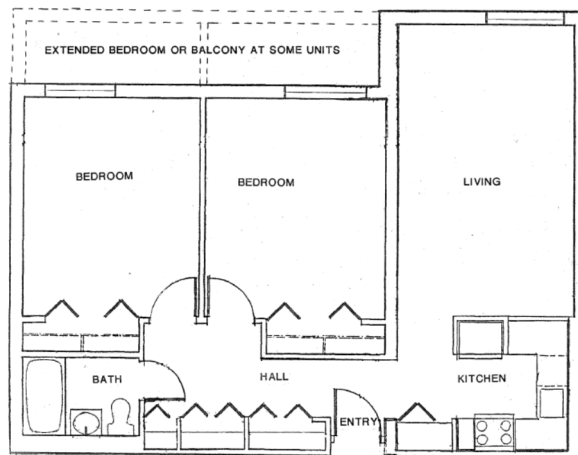 EXTENDED BEDROOM OR BALCONY AT SOME UNITS
BEDROOM
BEDROOM
LIVING
BATH
HALL
KITCHEN
ENTRY